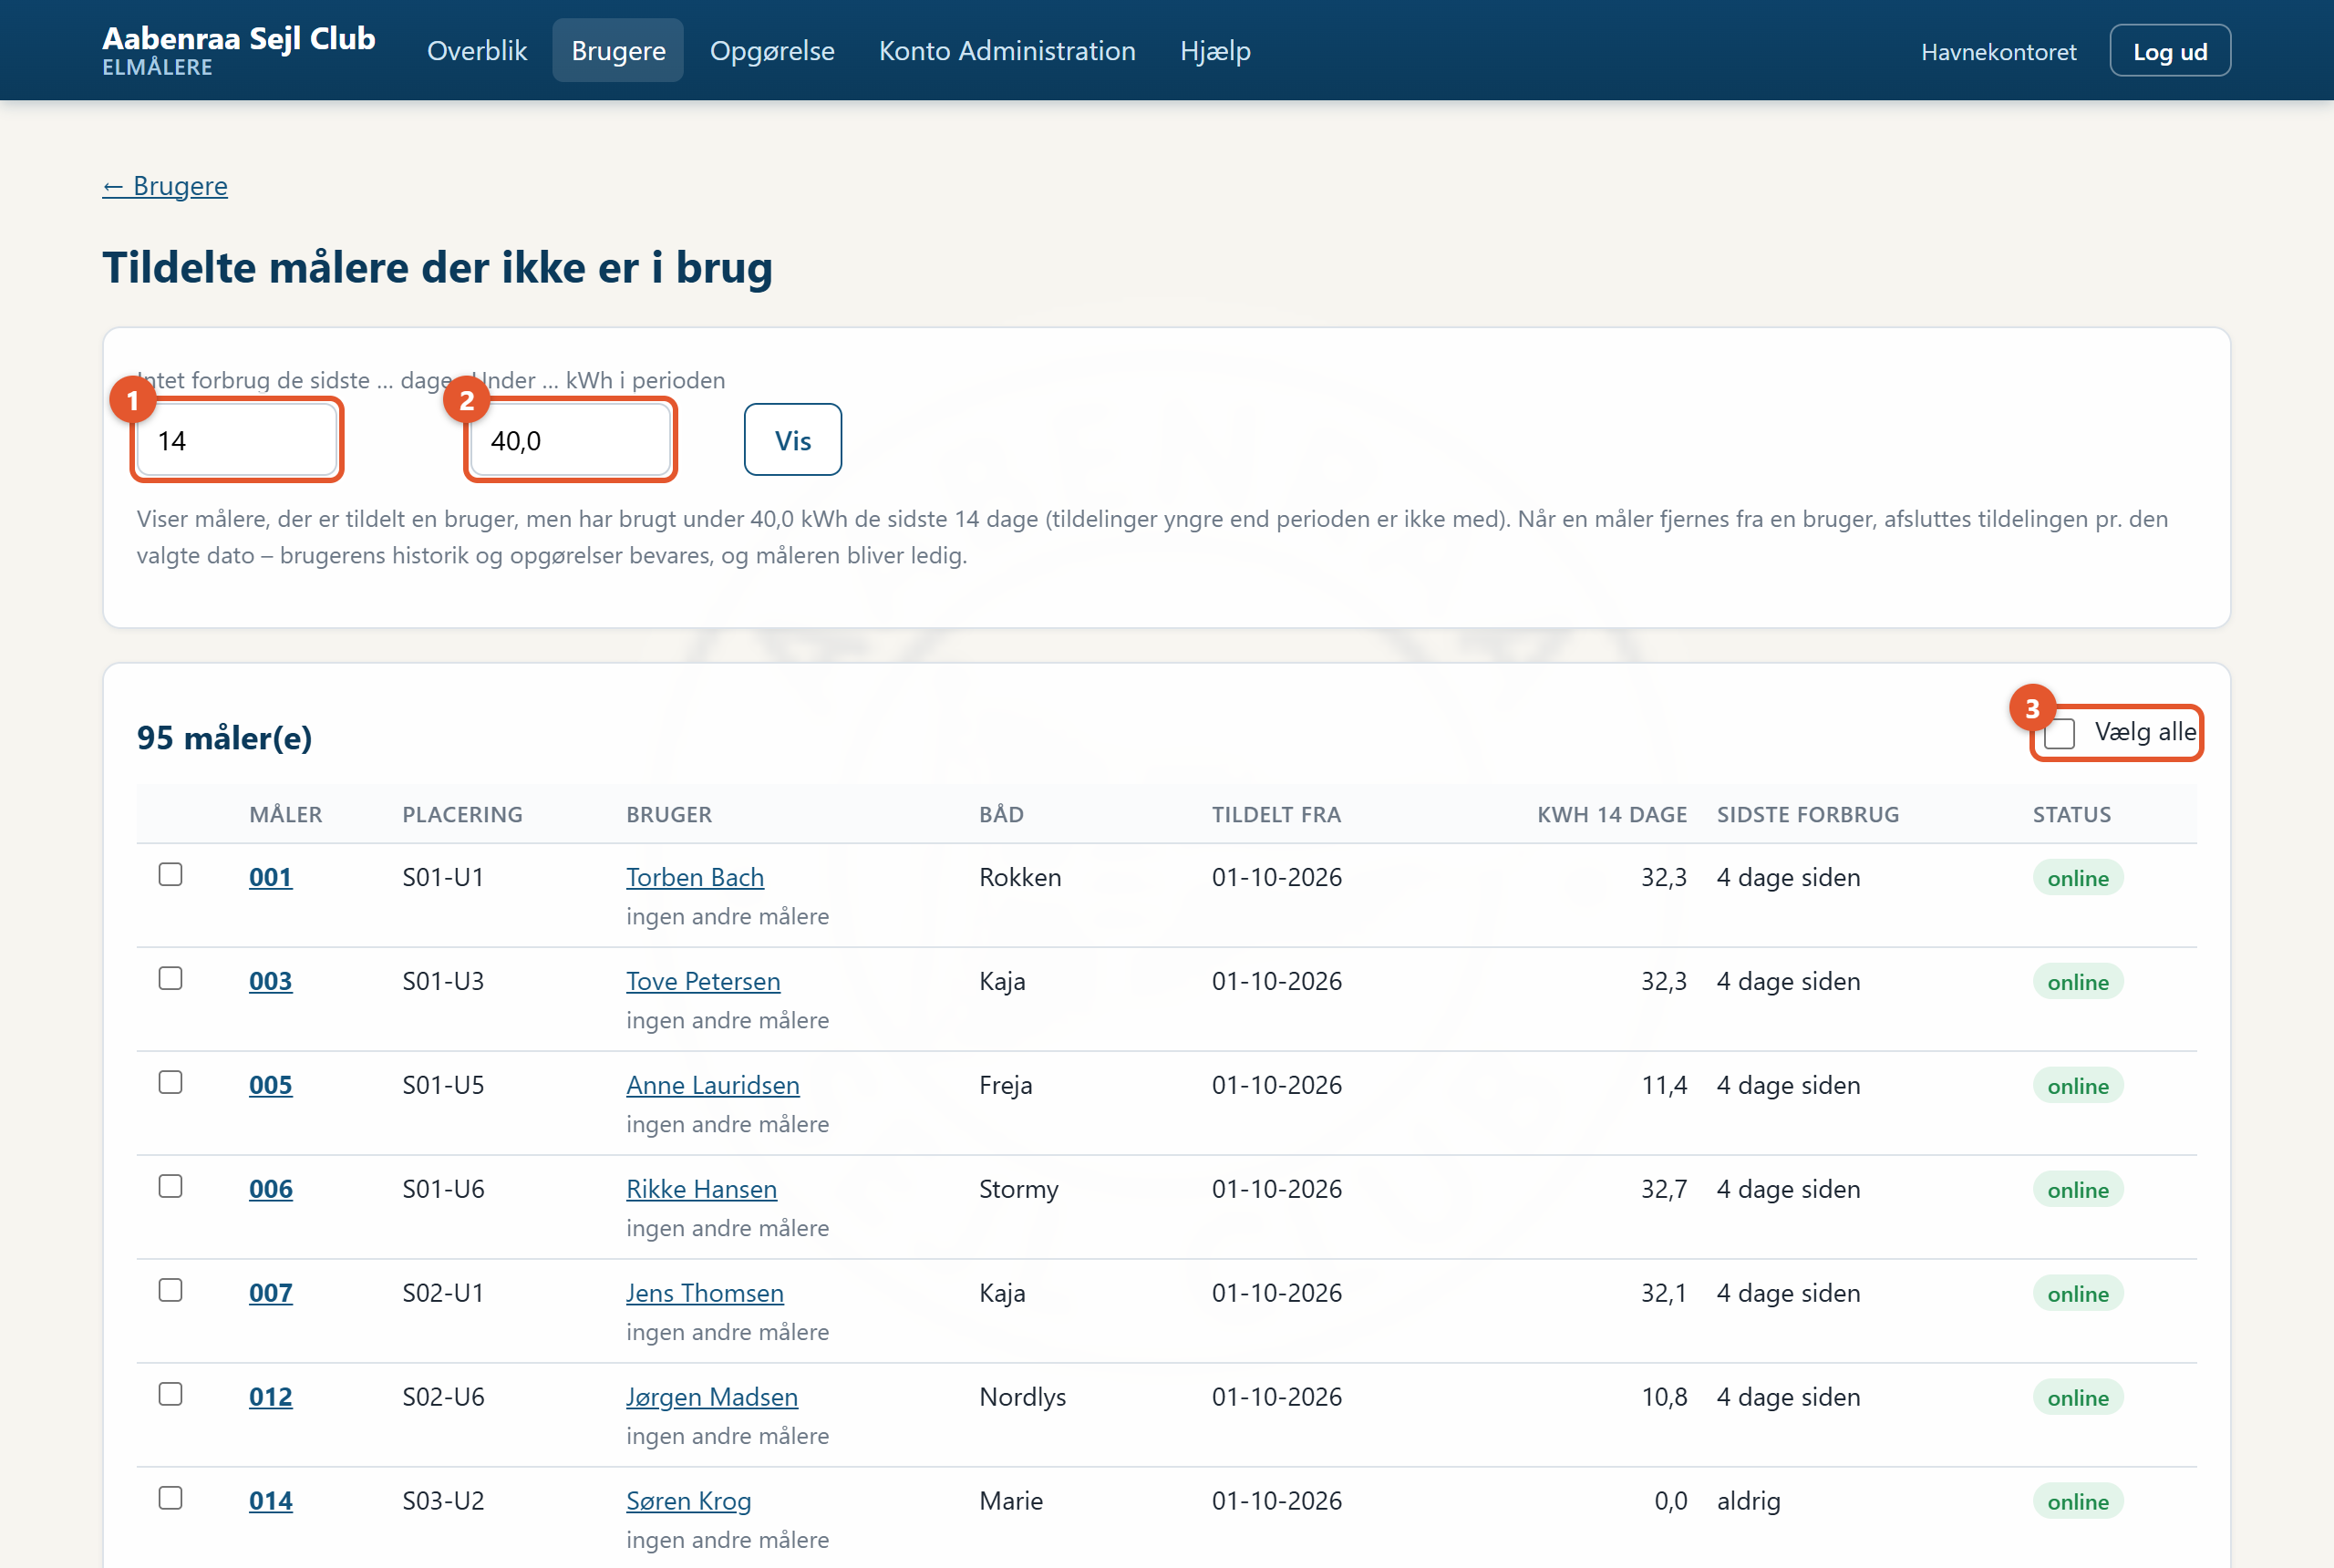 Aabenraa Sejl Club
ELMÅLERE
Overblik
Brugere
Opgørelse
Konto Administration
Hjælp
Havnekontoret
Log ud
← Brugere
Tildelte målere der ikke er i brug
Intet forbrug de sidste ... dage
Under ... kWh i perioden
1
14
2
40,0
Vis
Viser målere, der er tildelt en bruger, men har brugt under 40,0 kWh de sidste 14 dage (tildelinger yngre end perioden er ikke med). Når en måler fjernes fra en bruger, afsluttes tildelingen pr. den
valgte dato – brugerens historik og opgørelser bevares, og måleren bliver ledig.
95 måler(e)
3
Vælg alle
MÅLER PLACERING BRUGER BÅD TILDELT FRA KWH 14 DAGE SIDSTE FORBRUG STATUS
001 S01-U1 Torben Bach Rokken 01-10-2026 32,3 4 dage siden online
ingen andre målere
003 S01-U3 Tove Petersen Kaja 01-10-2026 32,3 4 dage siden online
ingen andre målere
005 S01-U5 Anne Lauridsen Freja 01-10-2026 11,4 4 dage siden online
ingen andre målere
006 S01-U6 Rikke Hansen Stormy 01-10-2026 32,7 4 dage siden online
ingen andre målere
007 S02-U1 Jens Thomsen Kaja 01-10-2026 32,1 4 dage siden online
ingen andre målere
012 S02-U6 Jørgen Madsen Nordlys 01-10-2026 10,8 4 dage siden online
ingen andre målere
014 S03-U2 Søren Krog Marie 01-10-2026 0,0 aldrig online
ingen andre målere